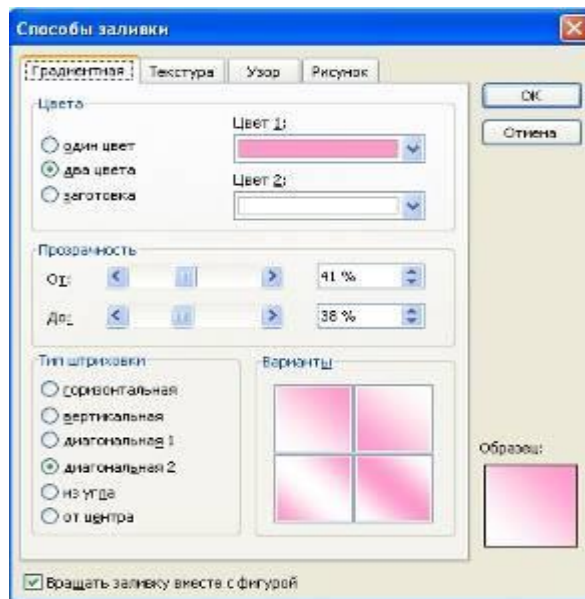 Способы заливки
Градиентная Текстура Узор Рисунок
Цвета
один цвет
два цвета
заготовка
Цвет 1:
Цвет 2:
ОК
Отмена
Прозрачность
От: 41 %
До: 38 %
Тип штриховки
горизонтальная
вертикальная
диагональная 1
диагональная 2
из угла
от центра
Варианты
Образец:
Вращать заливку вместе с фигурой